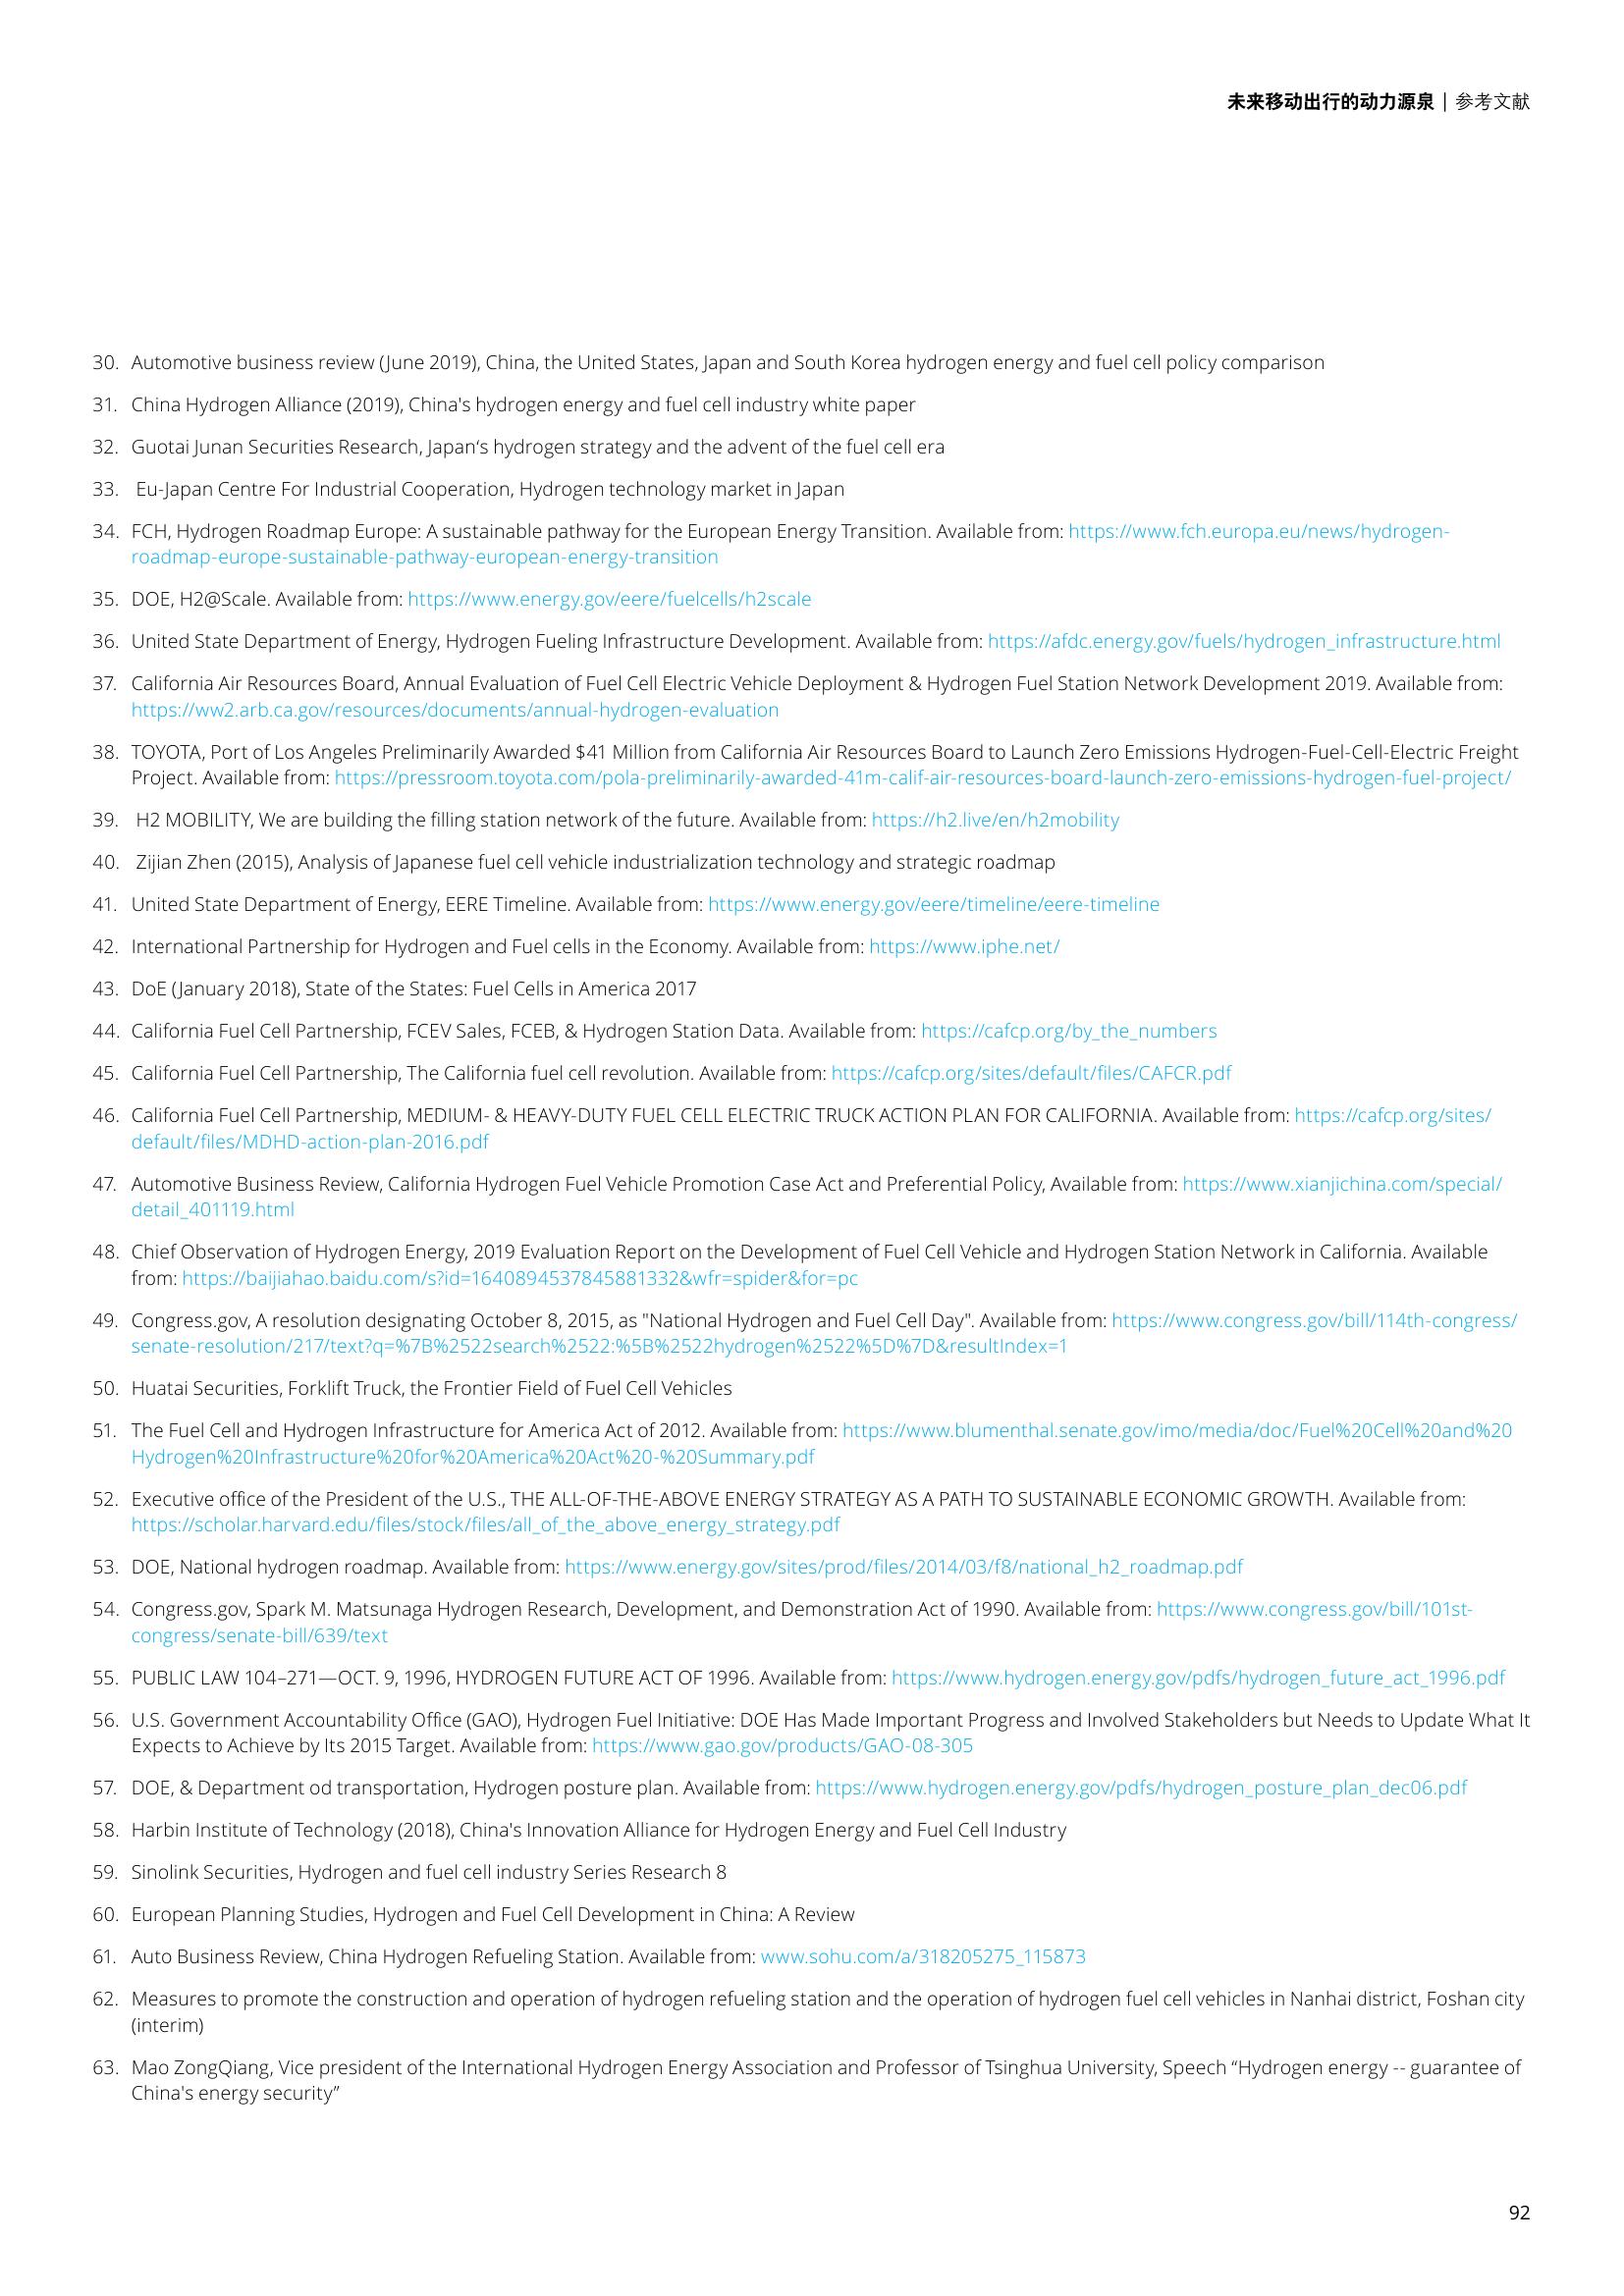 未来移动出行的动力源泉 | 参考文献
30. Automotive business review (June 2019), China, the United States, Japan and South Korea hydrogen energy and fuel cell policy comparison
31. China Hydrogen Alliance (2019), China's hydrogen energy and fuel cell industry white paper
32. Guotai Junan Securities Research, Japan‘s hydrogen strategy and the advent of the fuel cell era
33. Eu-Japan Centre For Industrial Cooperation, Hydrogen technology market in Japan
34. FCH, Hydrogen Roadmap Europe: A sustainable pathway for the European Energy Transition. Available from: https://www.fch.europa.eu/news/hydrogen-
roadmap-europe-sustainable-pathway-european-energy-transition
35. DOE, H2@Scale. Available from: https://www.energy.gov/eere/fuelcells/h2scale
36. United State Department of Energy, Hydrogen Fueling Infrastructure Development. Available from: https://afdc.energy.gov/fuels/hydrogen_infrastructure.html
37. California Air Resources Board, Annual Evaluation of Fuel Cell Electric Vehicle Deployment & Hydrogen Fuel Station Network Development 2019. Available from:
https://ww2.arb.ca.gov/resources/documents/annual-hydrogen-evaluation
38. TOYOTA, Port of Los Angeles Preliminarily Awarded $41 Million from California Air Resources Board to Launch Zero Emissions Hydrogen-Fuel-Cell-Electric Freight
Project. Available from: https://pressroom.toyota.com/pola-preliminarily-awarded-41m-calif-air-resources-board-launch-zero-emissions-hydrogen-fuel-project/
39. H2 MOBILITY, We are building the filling station network of the future. Available from: https://h2.live/en/h2mobility
40. Zijian Zhen (2015), Analysis of Japanese fuel cell vehicle industrialization technology and strategic roadmap
41. United State Department of Energy, EERE Timeline. Available from: https://www.energy.gov/eere/timeline/eere-timeline
42. International Partnership for Hydrogen and Fuel cells in the Economy. Available from: https://www.iphe.net/
43. DoE (January 2018), State of the States: Fuel Cells in America 2017
44. California Fuel Cell Partnership, FCEV Sales, FCEB, & Hydrogen Station Data. Available from: https://cafcp.org/by_the_numbers
45. California Fuel Cell Partnership, The California fuel cell revolution. Available from: https://cafcp.org/sites/default/files/CAFCR.pdf
46. California Fuel Cell Partnership, MEDIUM- & HEAVY-DUTY FUEL CELL ELECTRIC TRUCK ACTION PLAN FOR CALIFORNIA. Available from: https://cafcp.org/sites/
default/files/MDHD-action-plan-2016.pdf
47. Automotive Business Review, California Hydrogen Fuel Vehicle Promotion Case Act and Preferential Policy, Available from: https://www.xianjichina.com/special/
detail_401119.html
48. Chief Observation of Hydrogen Energy, 2019 Evaluation Report on the Development of Fuel Cell Vehicle and Hydrogen Station Network in California. Available
from: https://baijiahao.baidu.com/s?id=1640894537845881332&wfr=spider&for=pc
49. Congress.gov, A resolution designating October 8, 2015, as "National Hydrogen and Fuel Cell Day". Available from: https://www.congress.gov/bill/114th-congress/
senate-resolution/217/text?q=%7B%2522search%2522:%5B%2522hydrogen%2522%5D%7D&resultIndex=1
50. Huatai Securities, Forklift Truck, the Frontier Field of Fuel Cell Vehicles
51. The Fuel Cell and Hydrogen Infrastructure for America Act of 2012. Available from: https://www.blumenthal.senate.gov/imo/media/doc/Fuel%20Cell%20and%20
Hydrogen%20Infrastructure%20for%20America%20Act%20-%20Summary.pdf
52. Executive office of the President of the U.S., THE ALL-OF-THE-ABOVE ENERGY STRATEGY AS A PATH TO SUSTAINABLE ECONOMIC GROWTH. Available from:
https://scholar.harvard.edu/files/stock/files/all_of_the_above_energy_strategy.pdf
53. DOE, National hydrogen roadmap. Available from: https://www.energy.gov/sites/prod/files/2014/03/f8/national_h2_roadmap.pdf
54. Congress.gov, Spark M. Matsunaga Hydrogen Research, Development, and Demonstration Act of 1990. Available from: https://www.congress.gov/bill/101st-
congress/senate-bill/639/text
55. PUBLIC LAW 104–271—OCT. 9, 1996, HYDROGEN FUTURE ACT OF 1996. Available from: https://www.hydrogen.energy.gov/pdfs/hydrogen_future_act_1996.pdf
56. U.S. Government Accountability Office (GAO), Hydrogen Fuel Initiative: DOE Has Made Important Progress and Involved Stakeholders but Needs to Update What It
Expects to Achieve by Its 2015 Target. Available from: https://www.gao.gov/products/GAO-08-305
57. DOE, & Department od transportation, Hydrogen posture plan. Available from: https://www.hydrogen.energy.gov/pdfs/hydrogen_posture_plan_dec06.pdf
58. Harbin Institute of Technology (2018), China's Innovation Alliance for Hydrogen Energy and Fuel Cell Industry
59. Sinolink Securities, Hydrogen and fuel cell industry Series Research 8
60. European Planning Studies, Hydrogen and Fuel Cell Development in China: A Review
61. Auto Business Review, China Hydrogen Refueling Station. Available from: www.sohu.com/a/318205275_115873
62. Measures to promote the construction and operation of hydrogen refueling station and the operation of hydrogen fuel cell vehicles in Nanhai district, Foshan city
(interim)
63. Mao ZongQiang, Vice president of the International Hydrogen Energy Association and Professor of Tsinghua University, Speech “Hydrogen energy -- guarantee of
China's energy security”
92